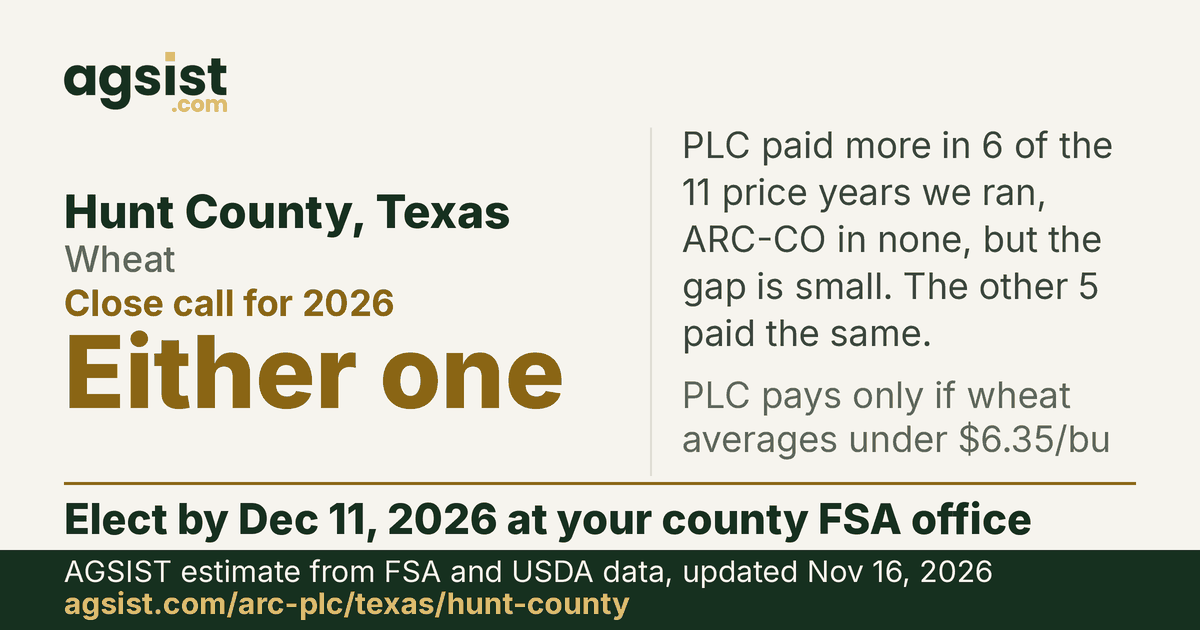 agsist
.com
Hunt County, Texas
Wheat
Close call for 2026
Either one
PLC paid more in 6 of the
11 price years we ran,
ARC-CO in none, but the
gap is small. The other 5
paid the same.
PLC pays only if wheat
averages under $6.35/bu
Elect by Dec 11, 2026 at your county FSA office
AGSIST estimate from FSA and USDA data, updated Nov 16, 2026
agsist.com/arc-plc/texas/hunt-county